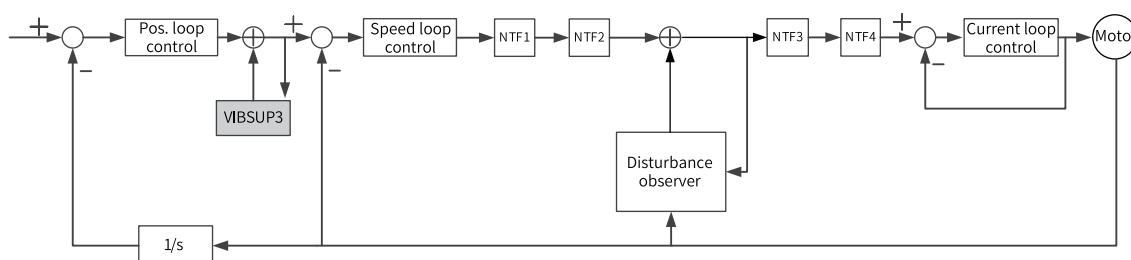 +
Pos. loop
control
+
Speed loop
control
NTF1
NTF2
NTF3
NTF4
+
Current loop
control
Moto
−
−
−
VIBSUP3
Disturbance
observer
1/s